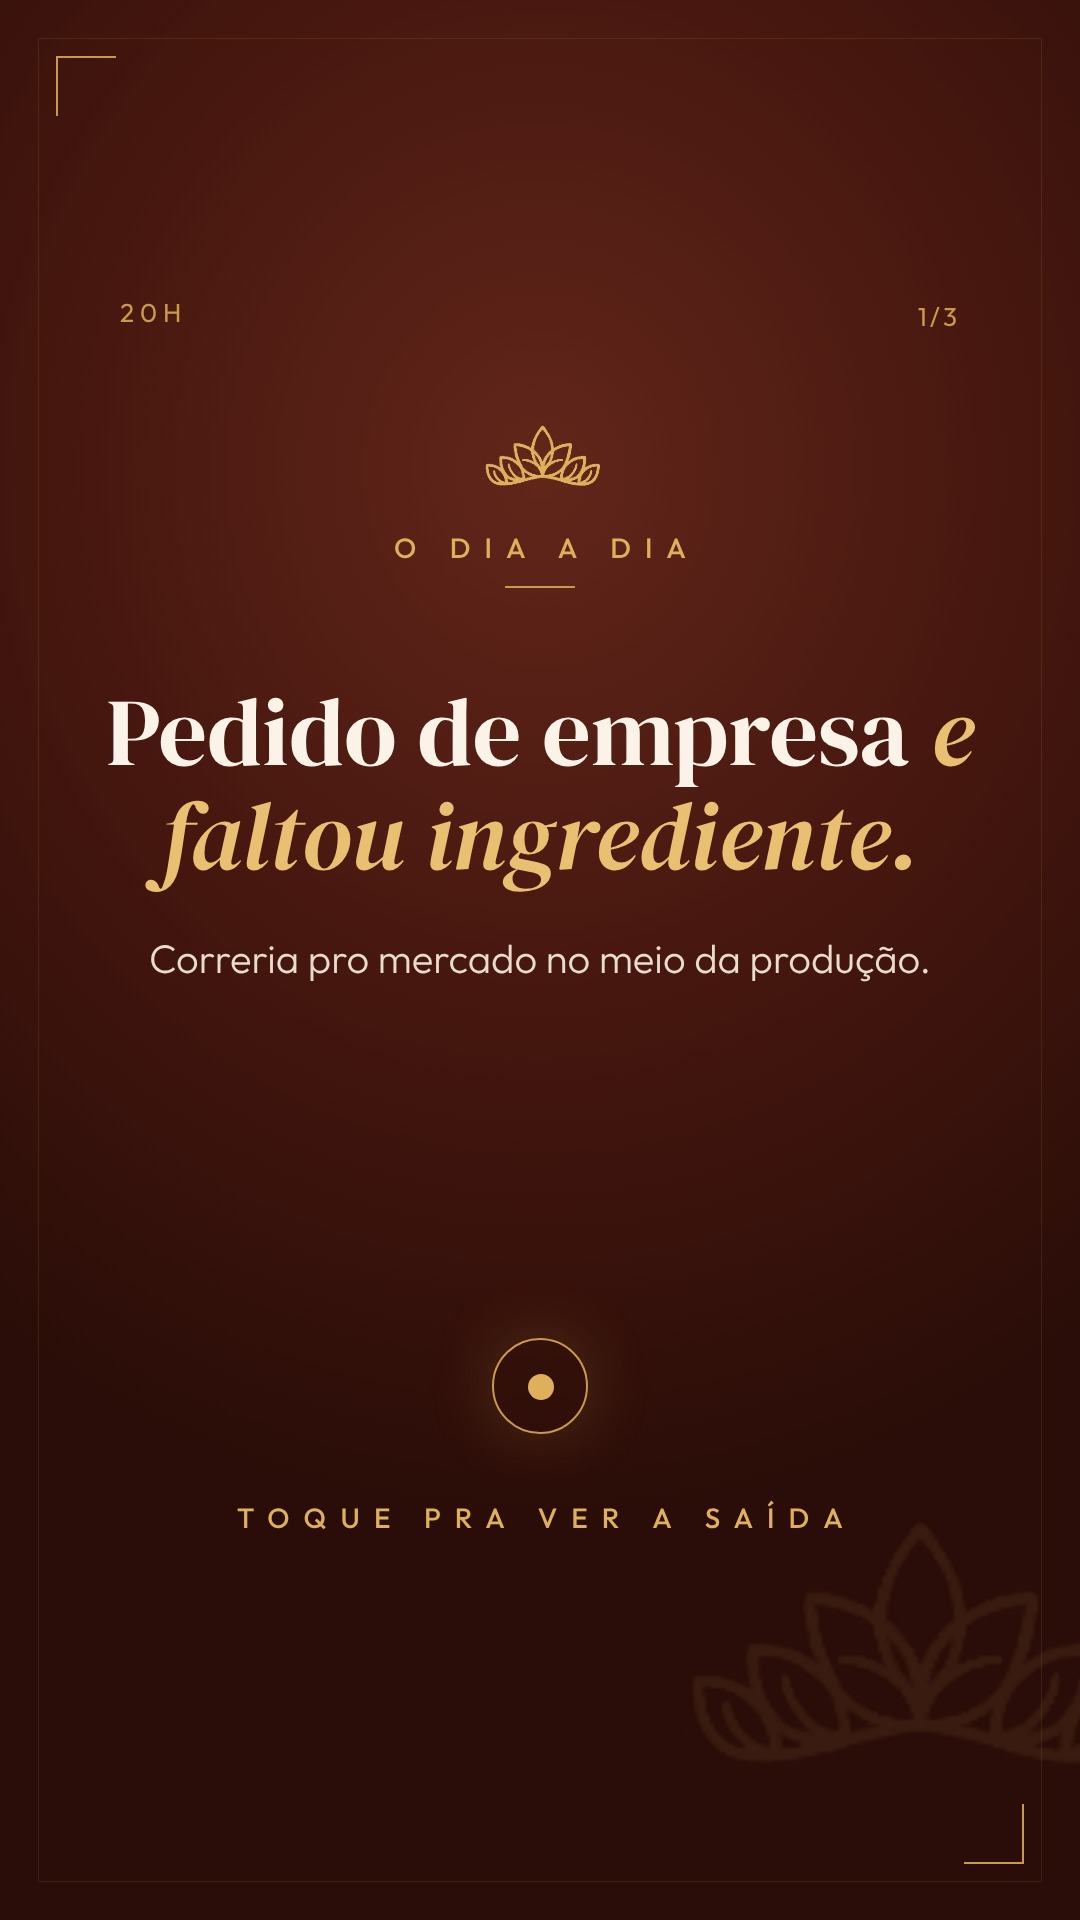 20H
1/3
O DIA A DIA
Pedido de empresa e
faltou ingrediente.
Correria pro mercado no meio da produção.
TOQUE PRA VER A SAÍDA